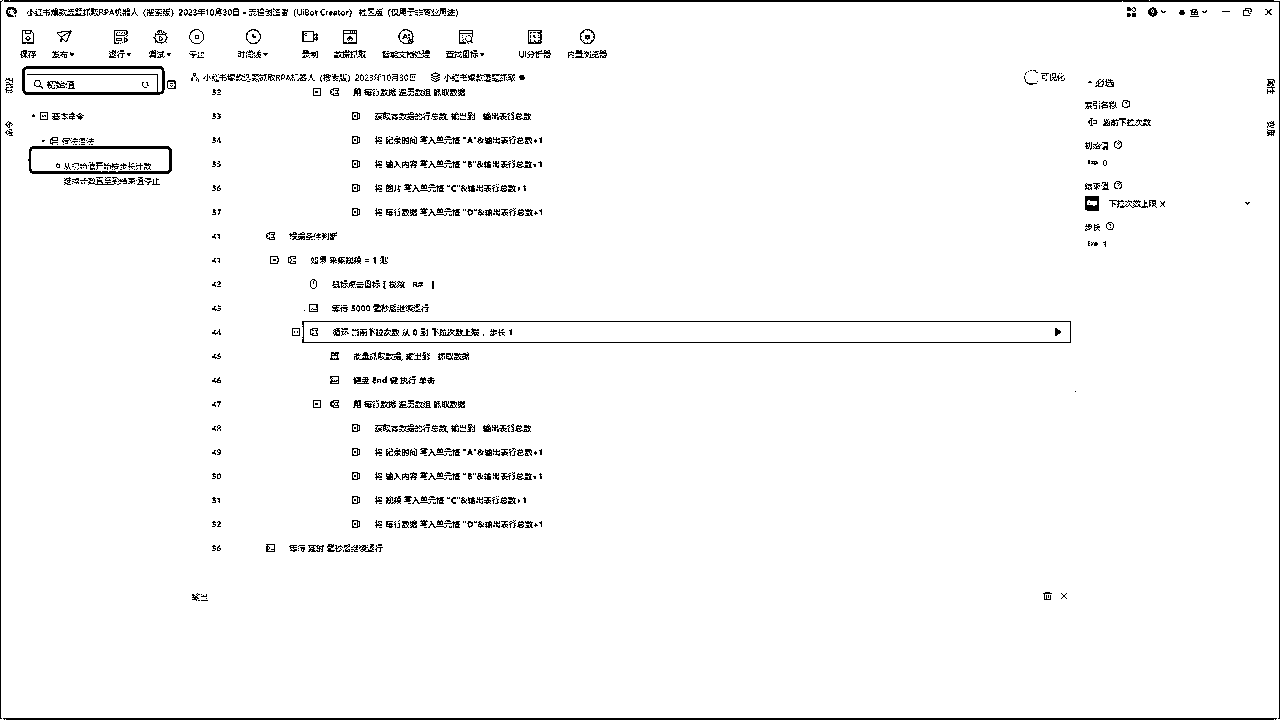 小红书爆款选题抓取RPA机器人（搜索版）2023年10月30日 - 流程创造者（UiBot Creator） 社区版（仅用于非商业用途）
保存 发布 运行 调试 停止 时间线 录制 数据抓取 智能文档处理 查找图标 UI分析器 内置浏览器
初始值
小红书爆款选题抓取RPA机器人（搜索版）2023年10月30日 小红书爆款选题抓取 可视化
基本命令
从初始值开始按步长计数
继续计数直至到结束值停止
32 用 每行数据 遍历数组 抓取数据
33 获取表数据的行总数, 输出到 输出表行总数
34 将 记录时间 写入单元格 "A"&输出表行总数+1
35 将 输入内容 写入单元格 "B"&输出表行总数+1
36 将 图片 写入单元格 "C"&输出表行总数+1
37 将 每行数据 写入单元格 "D"&输出表行总数+1
41 根据条件判断
41 如果 采集视频 = 1 则
42 鼠标点击目标
43 等待 5000 毫秒后继续运行
44 循环 当前下拉次数 从 0 到 下拉次数上限 , 步长 1
45 批量抓取数据, 输出到 抓取数据
46 键盘 End 键 执行 单击
47 用 每行数据 遍历数组 抓取数据
48 获取表数据的行总数, 输出到 输出表行总数
49 将 记录时间 写入单元格 "A"&输出表行总数+1
50 将 输入内容 写入单元格 "B"&输出表行总数+1
51 将 视频 写入单元格 "C"&输出表行总数+1
52 将 每行数据 写入单元格 "D"&输出表行总数+1
56 等待 延时 毫秒后继续运行
输出
必选
索引名称
当前下拉次数
初始值
Exp 0
结束值
Exp 下拉次数上限 ×
步长
Exp 1
属性
变量